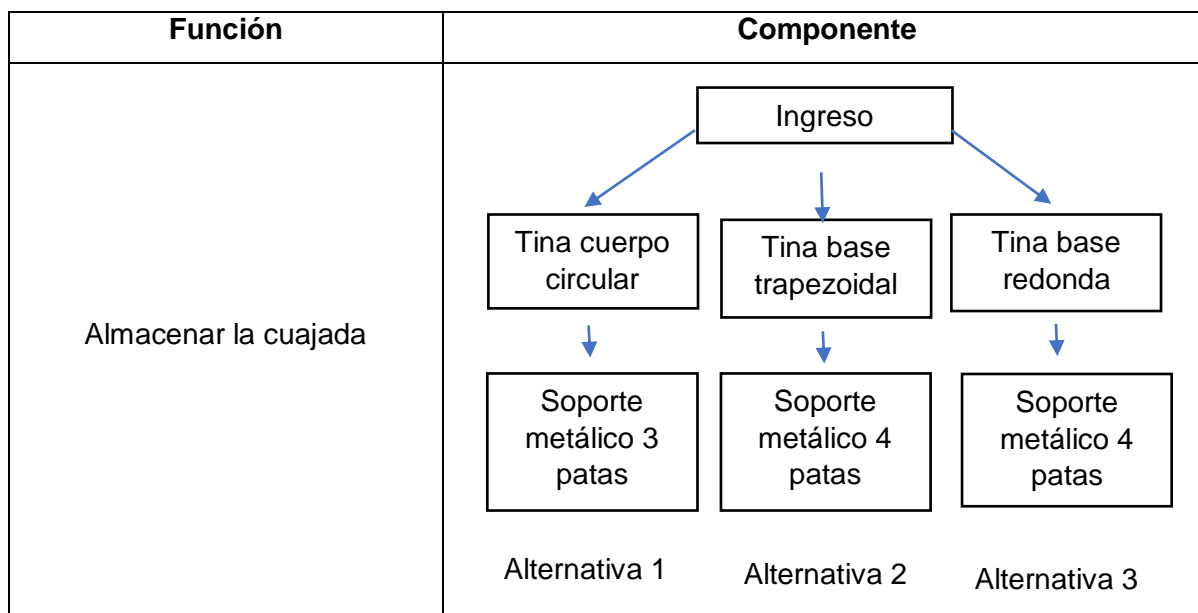 Función
Componente
Almacenar la cuajada
Ingreso
Tina cuerpo
circular
Tina base
trapezoidal
Tina base
redonda
Soporte
metálico 3
patas
Soporte
metálico 4
patas
Soporte
metálico 4
patas
Alternativa 1
Alternativa 2
Alternativa 3